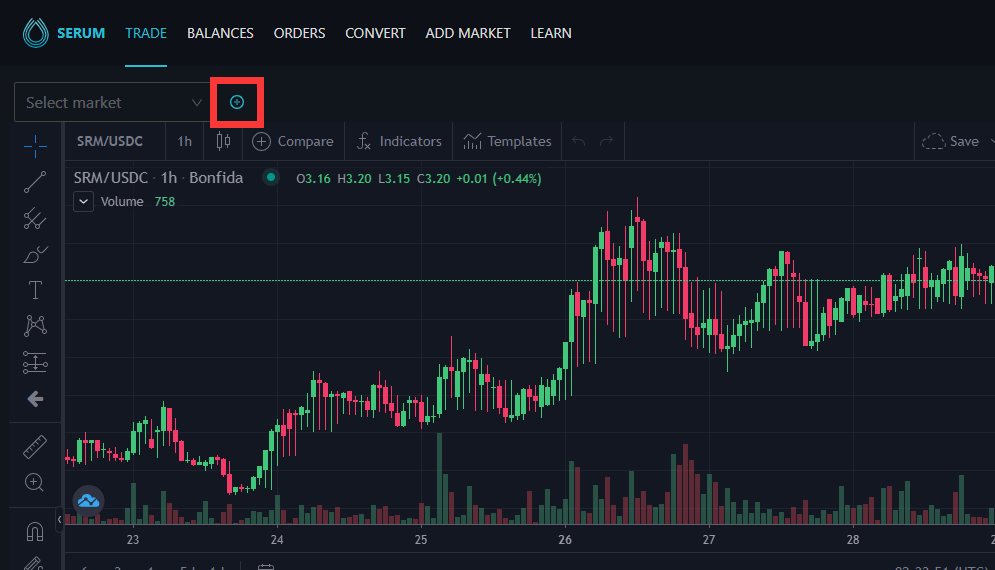 SERUM TRADE BALANCES ORDERS CONVERT ADD MARKET LEARN
Select market
SRM/USDC 1h Compare Indicators Templates Save
SRM/USDC · 1h · Bonfida O3.16 H3.20 L3.15 C3.20 +0.01 (+0.44%)
Volume 758
23 24 25 26 27 28